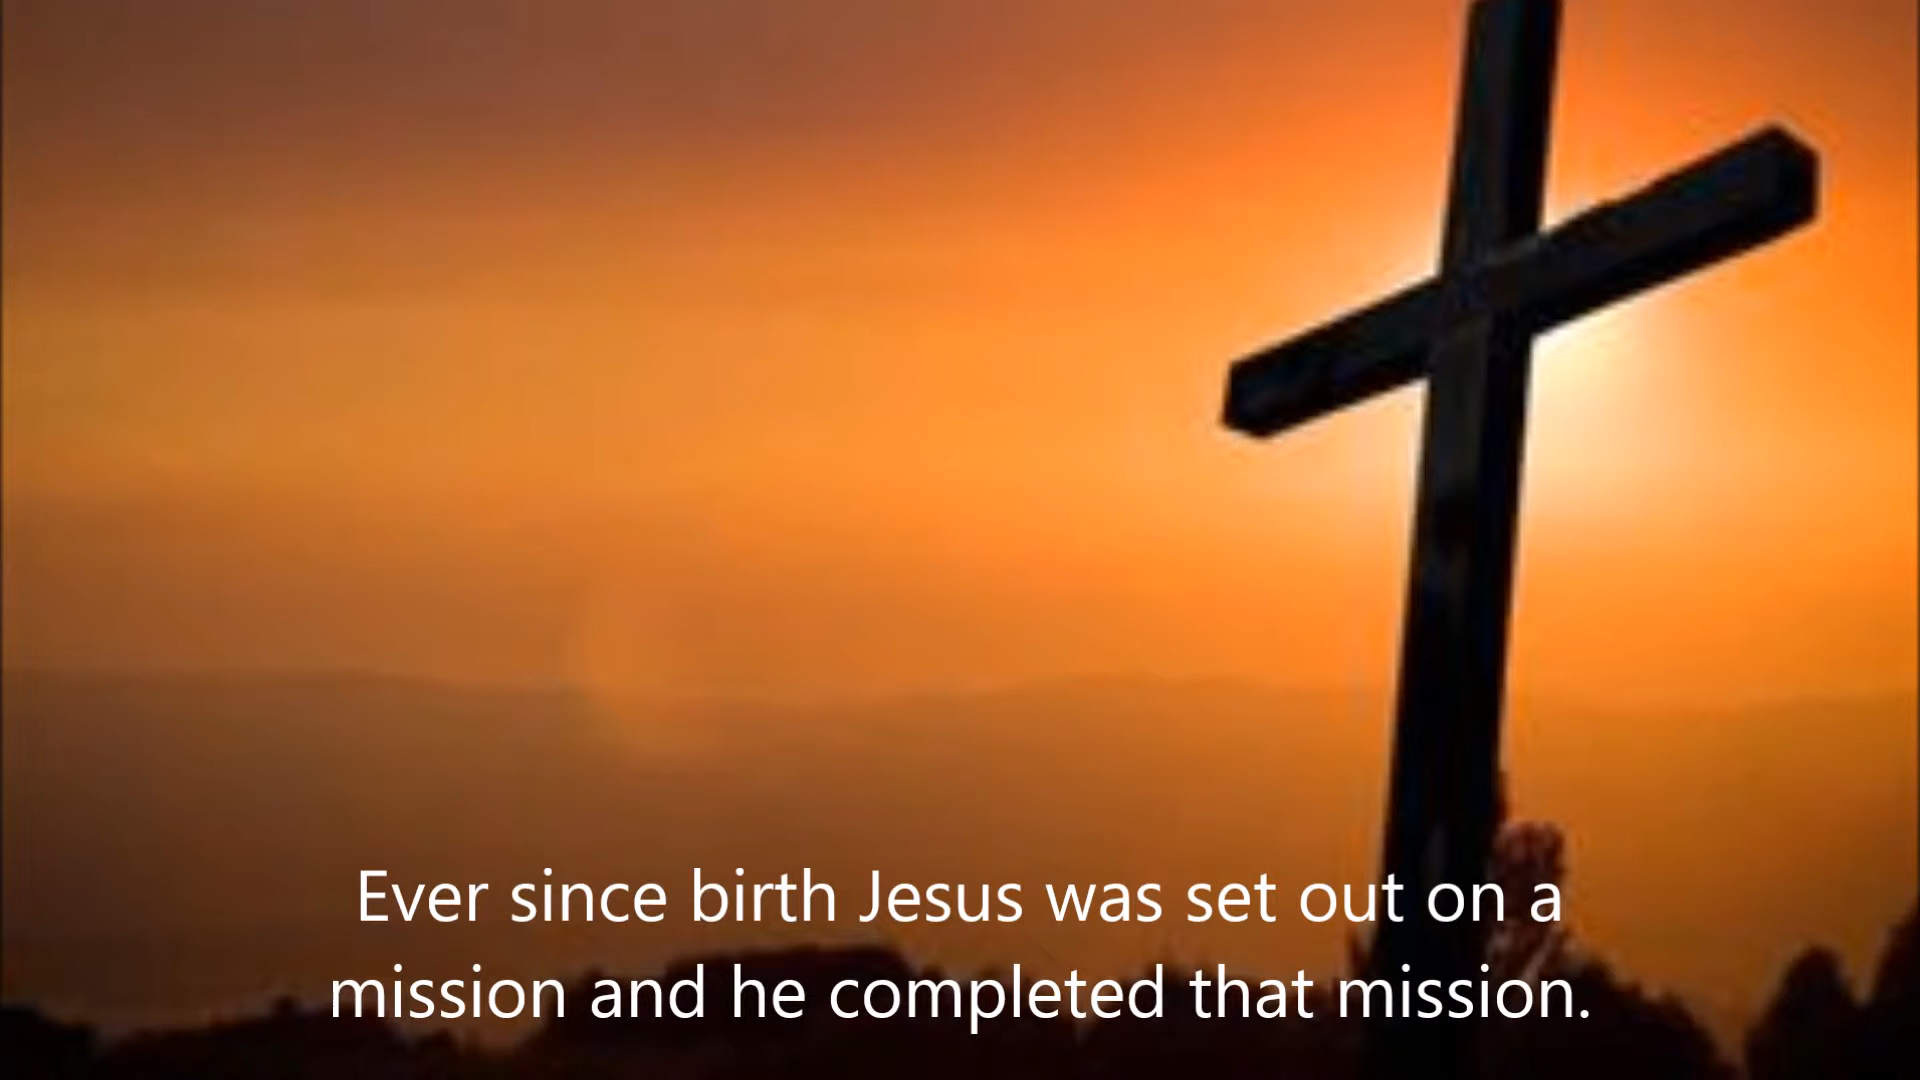 Ever since birth Jesus was set out on a
mission and he completed that mission.